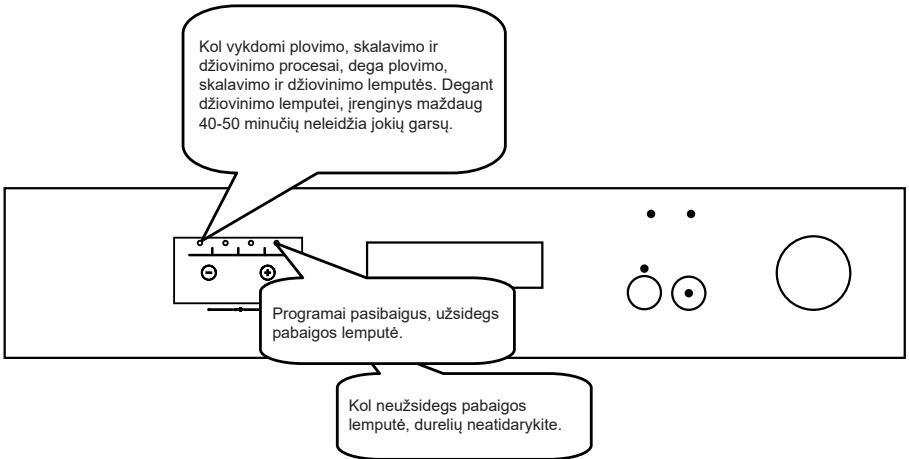 Kol vykdomi plovimo, skalavimo ir
džiovinimo procesai, dega plovimo,
skalavimo ir džiovinimo lemputės. Degant
džiovinimo lemputei, įrenginys maždaug
40-50 minučių neleidžia jokių garsų.
Programai pasibaigus, užsidegs
pabaigos lemputė.
Kol neužsidegs pabaigos
lemputė, durelių neatidarykite.